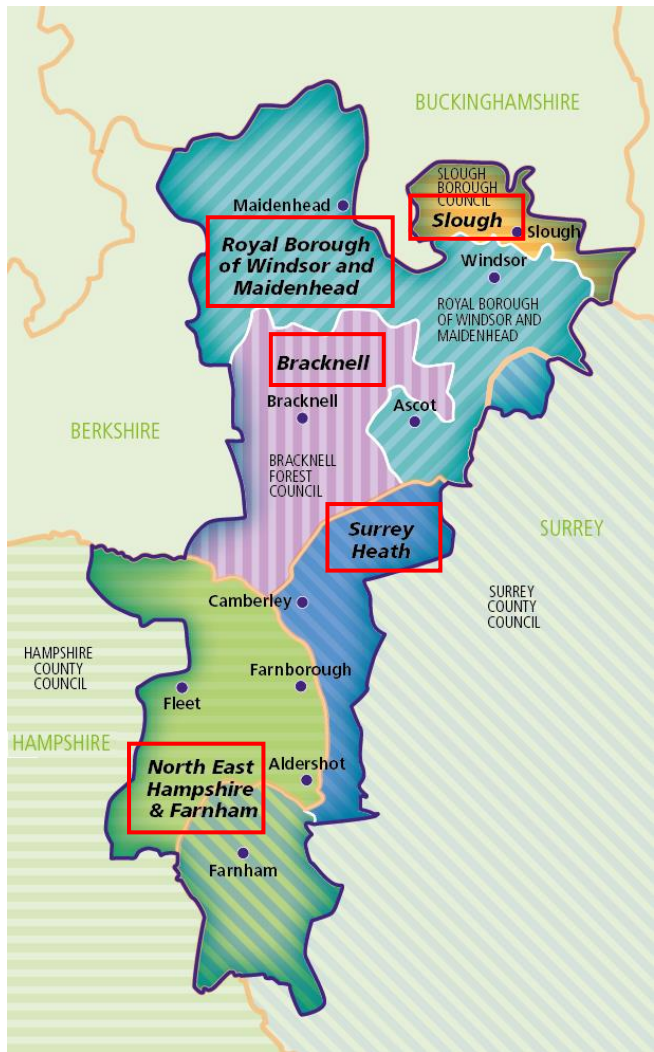 BUCKINGHAMSHIRE
SLOUGH
BOROUGH
COUNCIL
Slough
Slough
Maidenhead
Royal Borough
of Windsor and
Maidenhead
Windsor
ROYAL BOROUGH
OF WINDSOR AND
MAIDENHEAD
Bracknell
Bracknell
Ascot
BERKSHIRE
BRACKNELL
FOREST
COUNCIL
Surrey
Heath
SURREY
SURREY
COUNTY
COUNCIL
Camberley
HAMPSHIRE
COUNTY
COUNCIL
Farnborough
Fleet
HAMPSHIRE
North East
Hampshire
& Farnham
Aldershot
Farnham